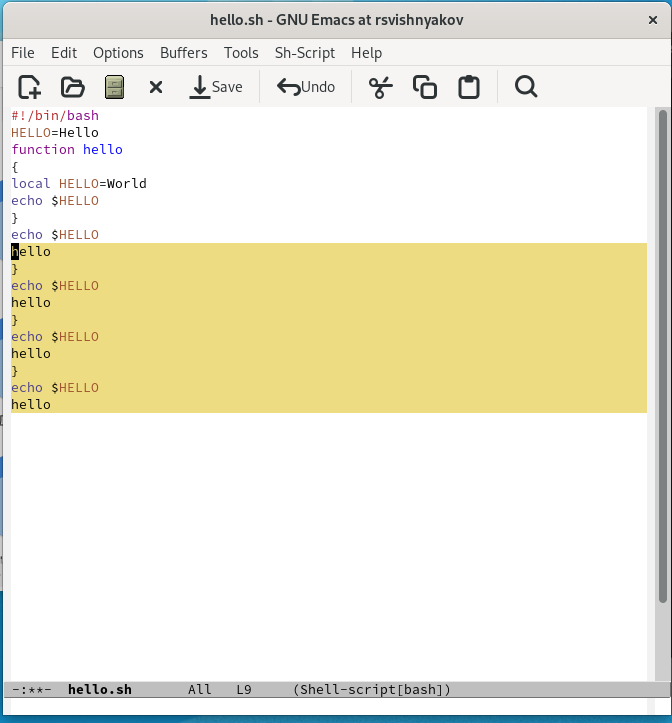 hello.sh - GNU Emacs at rsvishnyakov
File Edit Options Buffers Tools Sh-Script Help
Save Undo
#!/bin/bash
HELLO=Hello
function hello
{
local HELLO=World
echo $HELLO
}
echo $HELLO
hello
}
echo $HELLO
hello
}
echo $HELLO
hello
}
echo $HELLO
hello
-:**- hello.sh All L9 (Shell-script[bash])